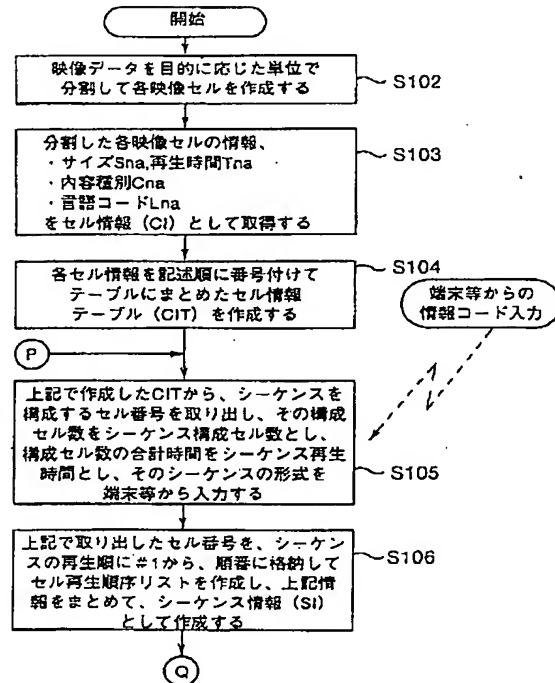 開始
映像データを目的に応じた単位で
分割して各映像セルを作成する
S102
分割した各映像セルの情報、
・サイズSna,再生時間Tna
・内容種別Cna
・言語コードLna
をセル情報（CI）として取得する
S103
各セル情報を記述順に番号付けて
テーブルにまとめたセル情報
テーブル（CIT）を作成する
S104
端末等からの
情報コード入力
P
上記で作成したCITから、シーケンスを
構成するセル番号を取り出し、その構成
セル数をシーケンス構成セル数とし、
構成セル数の合計時間をシーケンス再生
時間とし、そのシーケンスの形式を
端末等から入力する
S105
上記で取り出したセル番号を、シーケン
スの再生順に#1から、順番に格納して
セル再生順序リストを作成し、上記情
報をまとめて、シーケンス情報（SI）
として作成する
S106
Q